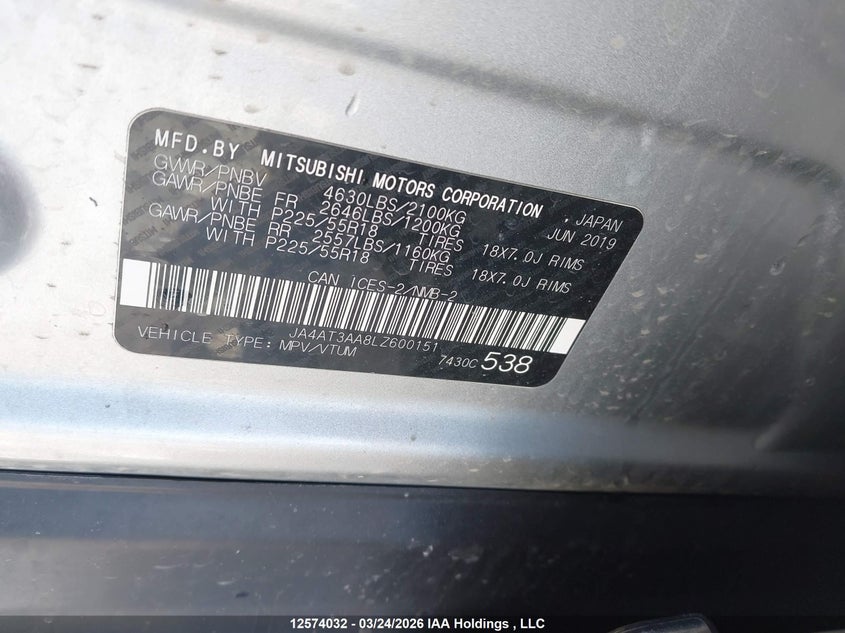 MFD.BY MITSUBISHI MOTORS CORPORATION , JAPAN
GVWR/PNBV 4630LBS/2100KG JUN 2019
GAWR/PNBE FR 2646LBS/1200KG
WITH P225/55R18 TIRES 18X7.0J RIMS
GAWR/PNBE RR 2557LBS/1160KG
WITH P225/55R18 TIRES 18X7.0J RIMS
CAN ICES-2/NMB-2
JA4AT3AA8LZ600151
VEHICLE TYPE: MPV/VTUM 7430C 538
12574032 - 03/24/2026 IAA Holdings , LLC